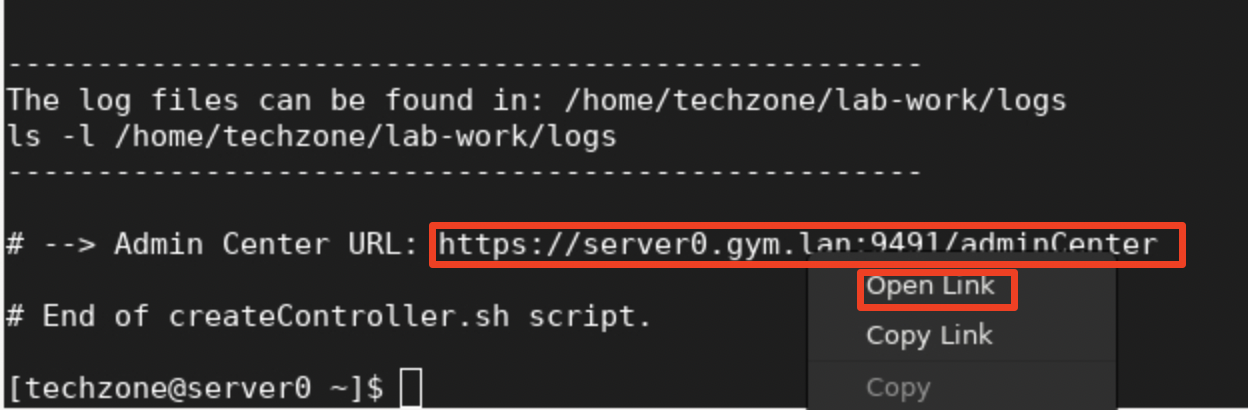 ----------------------------------------------------
The log files can be found in: /home/techzone/lab-work/logs
ls -l /home/techzone/lab-work/logs
----------------------------------------------------
# --> Admin Center URL: https://server0.gym.lan:9491/adminCenter
Open Link
# End of createController.sh script.
Copy Link
[techzone@server0 ~]$
Copy